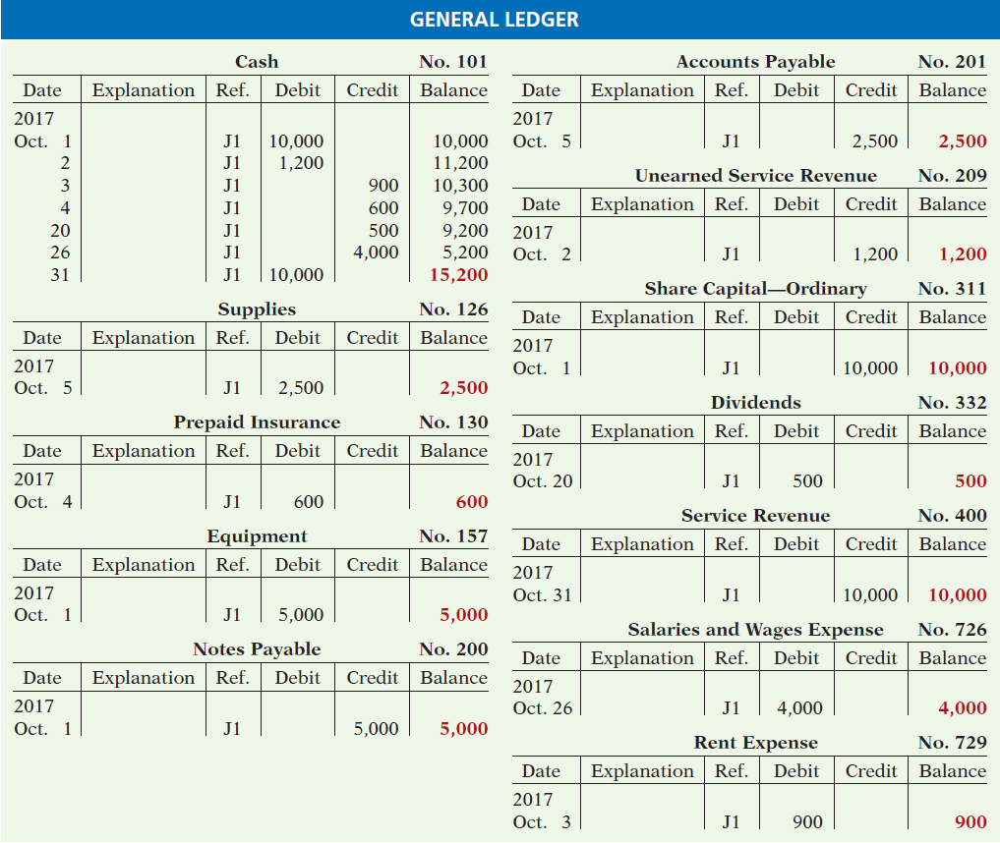 GENERAL LEDGER
Cash No. 101
Date Explanation Ref. Debit Credit Balance
2017
Oct. 1 J1 10,000 10,000
2 J1 1,200 11,200
3 J1 900 10,300
4 J1 600 9,700
20 J1 500 9,200
26 J1 4,000 5,200
31 J1 10,000 15,200
Supplies No. 126
Date Explanation Ref. Debit Credit Balance
2017
Oct. 5 J1 2,500 2,500
Prepaid Insurance No. 130
Date Explanation Ref. Debit Credit Balance
2017
Oct. 4 J1 600 600
Equipment No. 157
Date Explanation Ref. Debit Credit Balance
2017
Oct. 1 J1 5,000 5,000
Notes Payable No. 200
Date Explanation Ref. Debit Credit Balance
2017
Oct. 1 J1 5,000 5,000
Accounts Payable No. 201
Date Explanation Ref. Debit Credit Balance
2017
Oct. 5 J1 2,500 2,500
Unearned Service Revenue No. 209
Date Explanation Ref. Debit Credit Balance
2017
Oct. 2 J1 1,200 1,200
Share Capital—Ordinary No. 311
Date Explanation Ref. Debit Credit Balance
2017
Oct. 1 J1 10,000 10,000
Dividends No. 332
Date Explanation Ref. Debit Credit Balance
2017
Oct. 20 J1 500 500
Service Revenue No. 400
Date Explanation Ref. Debit Credit Balance
2017
Oct. 31 J1 10,000 10,000
Salaries and Wages Expense No. 726
Date Explanation Ref. Debit Credit Balance
2017
Oct. 26 J1 4,000 4,000
Rent Expense No. 729
Date Explanation Ref. Debit Credit Balance
2017
Oct. 3 J1 900 900